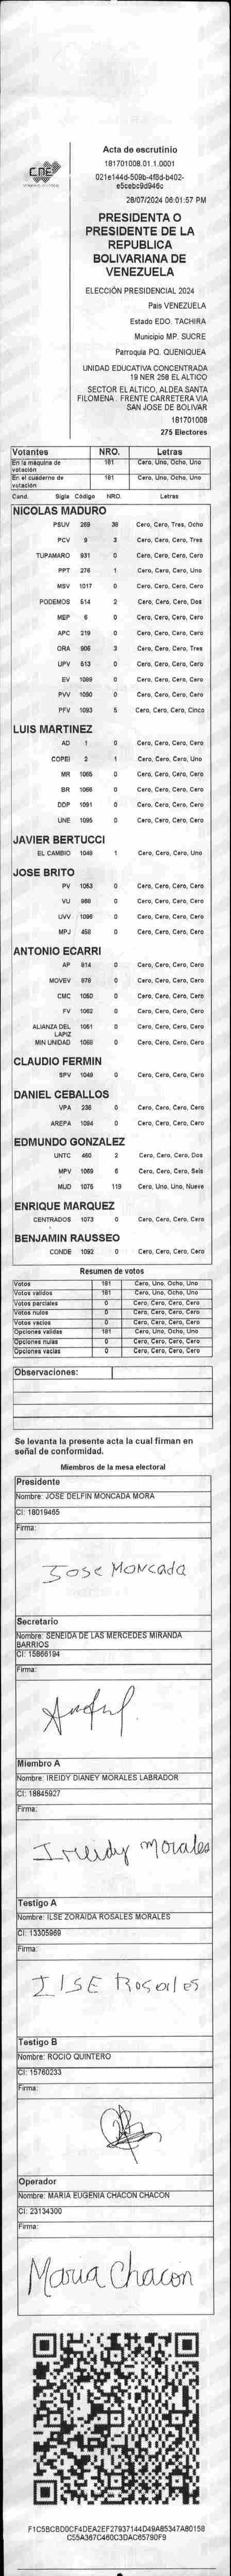 CNE
Acta de escrutinio
181701008.01.1.0001
021e144d-509b-4f8d-b402-
e5cebc9d946c
28/07/2024 06:01:57 PM
PRESIDENTA O
PRESIDENTE DE LA
REPUBLICA
BOLIVARIANA DE
VENEZUELA
ELECCIÓN PRESIDENCIAL 2024
País VENEZUELA
Estado EDO. TACHIRA
Municipio MP. SUCRE
Parroquia PQ. QUENIQUEA
UNIDAD EDUCATIVA CONCENTRADA
19 NER 258 EL ALTICO
SECTOR EL ALTICO, ALDEA SANTA
FILOMENA. FRENTE CARRETERA VIA
SAN JOSE DE BOLIVAR
181701008
275 Electores
Votantes NRO. Letras
En la máquina de votación 181 Cero, Uno, Ocho, Uno
En el cuaderno de votación 181 Cero, Uno, Ocho, Uno
Cand. Sigla Código NRO. Letras
NICOLAS MADURO
PSUV 269 38 Cero, Cero, Tres, Ocho
PCV 9 3 Cero, Cero, Cero, Tres
TUPAMARO 931 0 Cero, Cero, Cero, Cero
PPT 276 1 Cero, Cero, Cero, Uno
MSV 1017 0 Cero, Cero, Cero, Cero
PODEMOS 514 2 Cero, Cero, Cero, Dos
MEP 6 0 Cero, Cero, Cero, Cero
APC 219 0 Cero, Cero, Cero, Cero
ORA 906 3 Cero, Cero, Cero, Tres
UPV 613 0 Cero, Cero, Cero, Cero
EV 1089 0 Cero, Cero, Cero, Cero
PVV 1090 0 Cero, Cero, Cero, Cero
PFV 1093 5 Cero, Cero, Cero, Cinco
LUIS MARTINEZ
AD 1 0 Cero, Cero, Cero, Cero
COPEI 2 1 Cero, Cero, Cero, Uno
MR 1065 0 Cero, Cero, Cero, Cero
BR 1066 0 Cero, Cero, Cero, Cero
DDP 1091 0 Cero, Cero, Cero, Cero
UNE 1095 0 Cero, Cero, Cero, Cero
JAVIER BERTUCCI
EL CAMBIO 1048 1 Cero, Cero, Cero, Uno
JOSE BRITO
PV 1053 0 Cero, Cero, Cero, Cero
VU 968 0 Cero, Cero, Cero, Cero
UVV 1096 0 Cero, Cero, Cero, Cero
MPJ 458 0 Cero, Cero, Cero, Cero
ANTONIO ECARRI
AP 814 0 Cero, Cero, Cero, Cero
MOVEV 979 0 Cero, Cero, Cero, Cero
CMC 1050 0 Cero, Cero, Cero, Cero
FV 1062 0 Cero, Cero, Cero, Cero
ALIANZA DEL LAPIZ 1051 0 Cero, Cero, Cero, Cero
MIN UNIDAD 1068 0 Cero, Cero, Cero, Cero
CLAUDIO FERMIN
SPV 1049 0 Cero, Cero, Cero, Cero
DANIEL CEBALLOS
VPA 236 0 Cero, Cero, Cero, Cero
AREPA 1094 0 Cero, Cero, Cero, Cero
EDMUNDO GONZALEZ
UNTC 460 2 Cero, Cero, Cero, Dos
MPV 1069 6 Cero, Cero, Cero, Seis
MUD 1075 119 Cero, Uno, Uno, Nueve
ENRIQUE MARQUEZ
CENTRADOS 1073 0 Cero, Cero, Cero, Cero
BENJAMIN RAUSSEO
CONDE 1092 0 Cero, Cero, Cero, Cero
Resumen de votos
Votos 181 Cero, Uno, Ocho, Uno
Votos validos 181 Cero, Uno, Ocho, Uno
Votos parciales 0 Cero, Cero, Cero, Cero
Votos nulos 0 Cero, Cero, Cero, Cero
Votos vacíos 0 Cero, Cero, Cero, Cero
Opciones validas 181 Cero, Uno, Ocho, Uno
Opciones nulas 0 Cero, Cero, Cero, Cero
Opciones vacías 0 Cero, Cero, Cero, Cero
Observaciones:
Se levanta la presente acta la cual firman en
señal de conformidad.
Miembros de la mesa electoral
Presidente
Nombre: JOSE DELFIN MONCADA MORA
CI: 18019465
Firma:
Jose Moncada
Secretario
Nombre: SENEIDA DE LAS MERCEDES MIRANDA
BARRIOS
CI: 15866194
Firma:
Miembro A
Nombre: IREIDY DIANEY MORALES LABRADOR
CI: 18845927
Firma:
Ireidy morales
Testigo A
Nombre: ILSE ZORAIDA ROSALES MORALES
CI: 13305969
Firma:
ILSE Rosales
Testigo B
Nombre: ROCIO QUINTERO
CI: 15760233
Firma:
Operador
Nombre: MARIA EUGENIA CHACON CHACON
CI: 23134300
Firma:
Maria Chacon
F1C5BCBD0CF4DEA2EF27937144D49A85347A80158
C55A367C460C3DAC65790F9